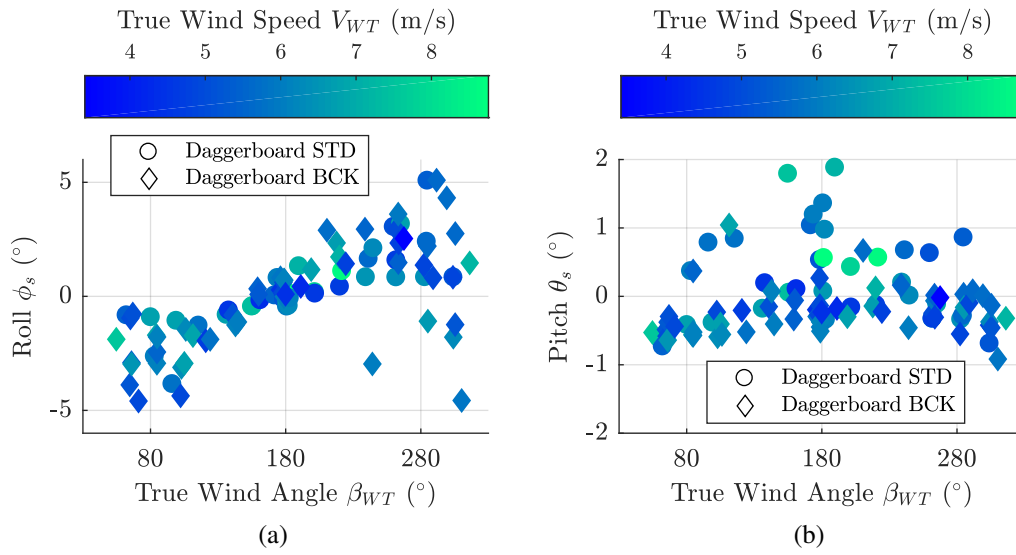 True Wind Speed V_WT (m/s)
4 5 6 7 8
Daggerboard STD
Daggerboard BCK
5
0
-5
Roll ϕ_s (°)
80 180 280
True Wind Angle β_WT (°)
(a)
True Wind Speed V_WT (m/s)
4 5 6 7 8
2
1
0
-1
-2
Pitch θ_s (°)
Daggerboard STD
Daggerboard BCK
80 180 280
True Wind Angle β_WT (°)
(b)